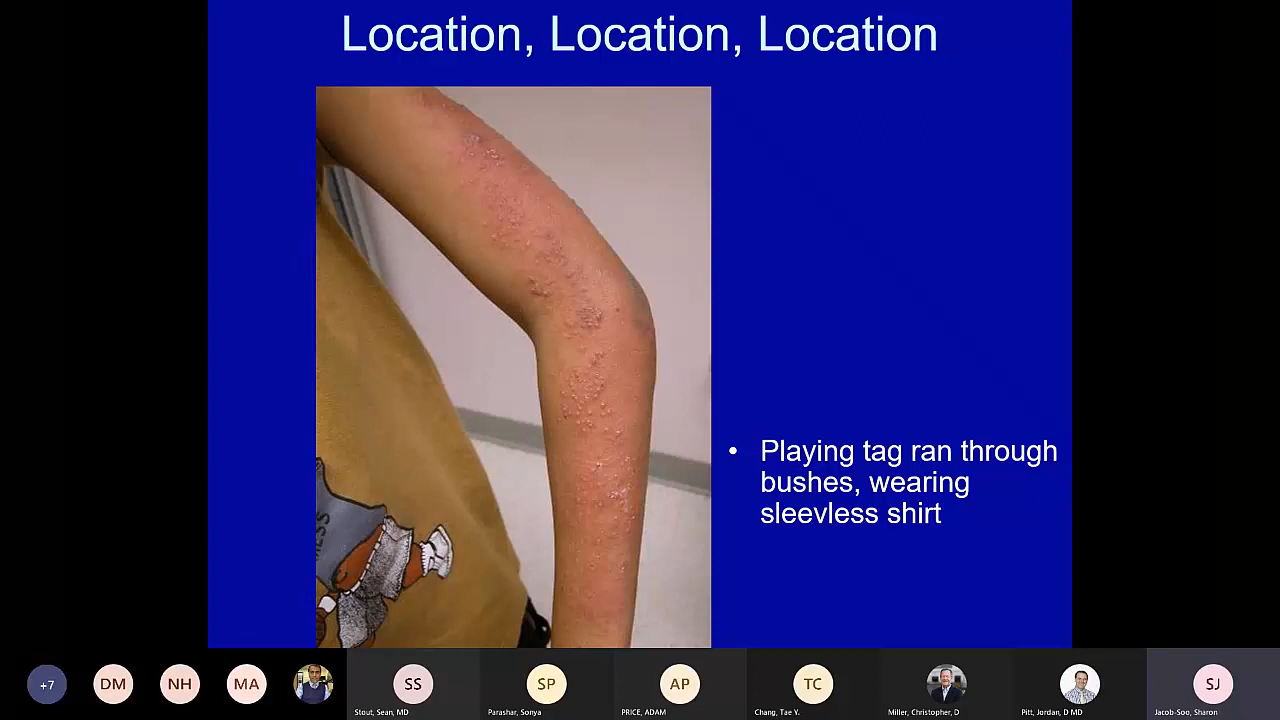 Location, Location, Location
• Playing tag ran through
bushes, wearing
sleevless shirt
+7
DM
NH
MA
SS
SP
AP
TC
SJ
Stout, Sean, MD
Parashar, Sonya
PRICE, ADAM
Chang, Tae Y.
Miller, Christopher, D
Pitt, Jordan, D MD
Jacob-Soo, Sharon